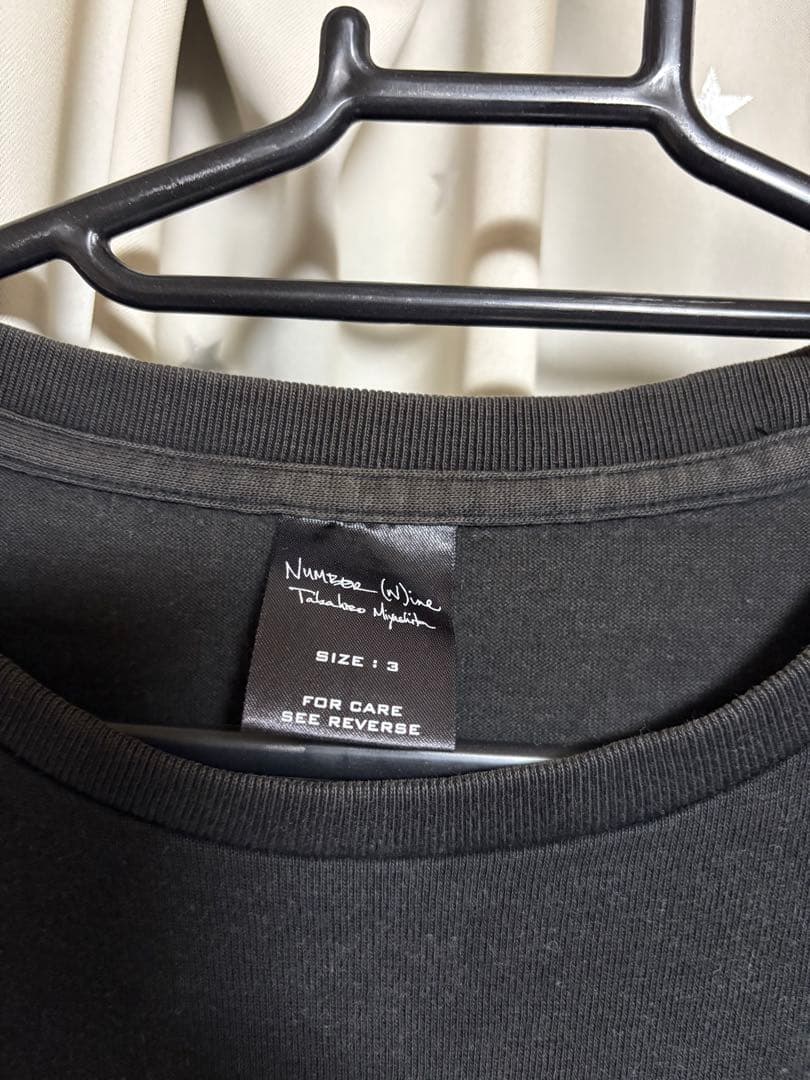 NUMBER (N)ine
Takahiro Miyashita
SIZE : 3
FOR CARE
SEE REVERSE